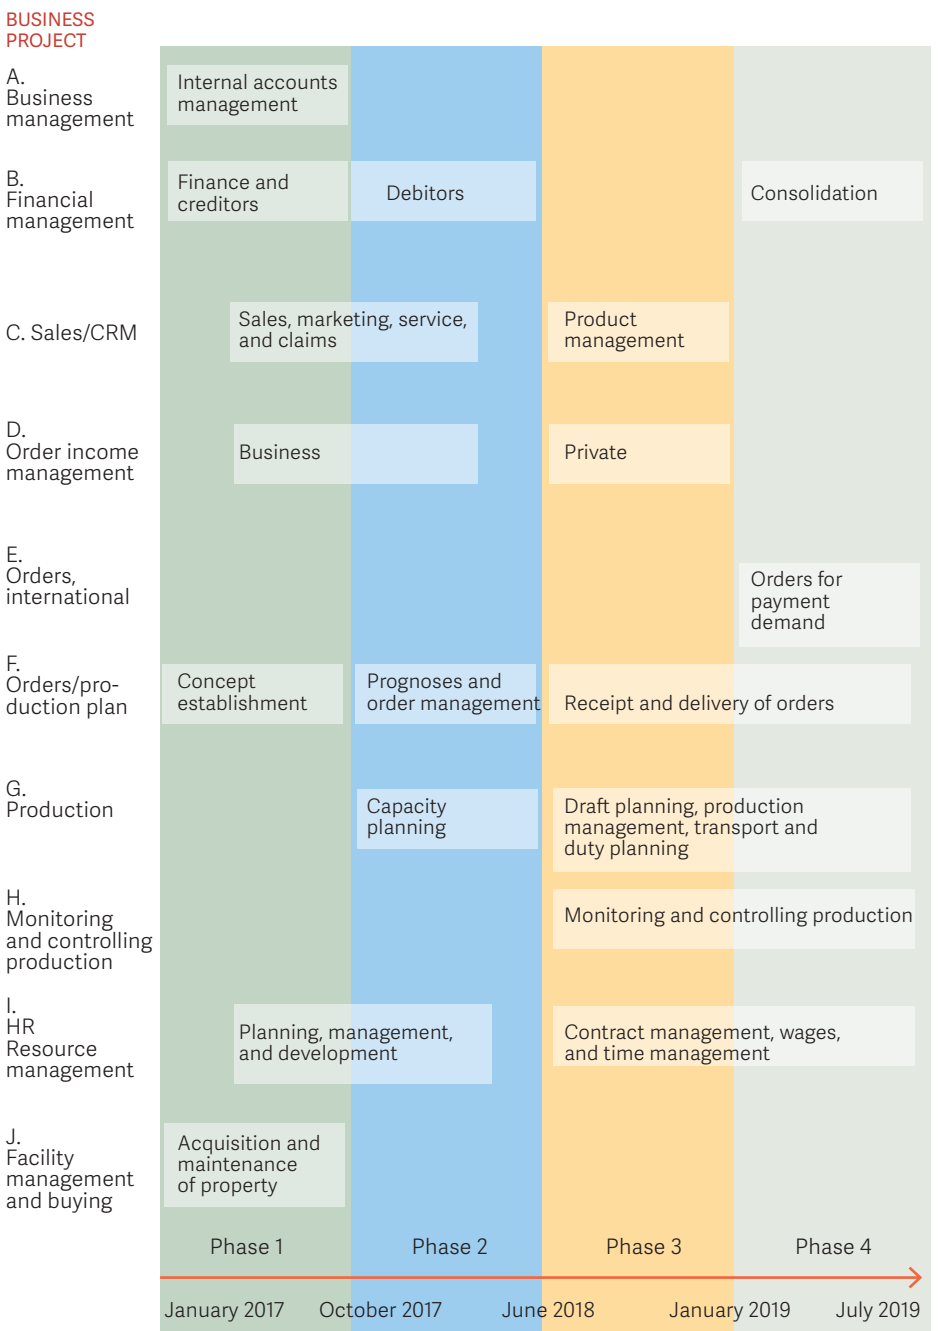 BUSINESS
PROJECT
A.
Business
management
Internal accounts
management
B.
Financial
management
Finance and
creditors
Debitors
Consolidation
C. Sales/CRM
Sales, marketing, service,
and claims
Product
management
D.
Order income
management
Business
Private
E.
Orders,
international
Orders for
payment
demand
F.
Orders/pro-
duction plan
Concept
establishment
Prognoses and
order management
Receipt and delivery of orders
G.
Production
Capacity
planning
Draft planning, production
management, transport and
duty planning
H.
Monitoring
and controlling
production
Monitoring and controlling production
I.
HR
Resource
management
Planning, management,
and development
Contract management, wages,
and time management
J.
Facility
management
and buying
Acquisition and
maintenance
of property
Phase 1
Phase 2
Phase 3
Phase 4
January 2017
October 2017
June 2018
January 2019
July 2019